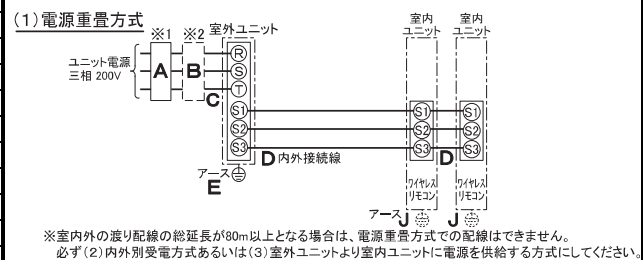 (1)電源重畳方式
※1 ※2 室外ユニット
室内
ユニット
室内
ユニット
ユニット電源
三相 200V
A
B
C
R
S
T
S1
S2
S3
S1
S2
S3
S1
S2
S3
D 内外接続線
D
アース
E
ワイヤレス
リモコン
ワイヤレス
リモコン
アース J
J
※室内外の渡り配線の総延長が80m以上となる場合は、電源重畳方式での配線はできません。
必ず(2)内外別受電方式あるいは(3)室外ユニットより室内ユニットに電源を供給する方式にしてください。